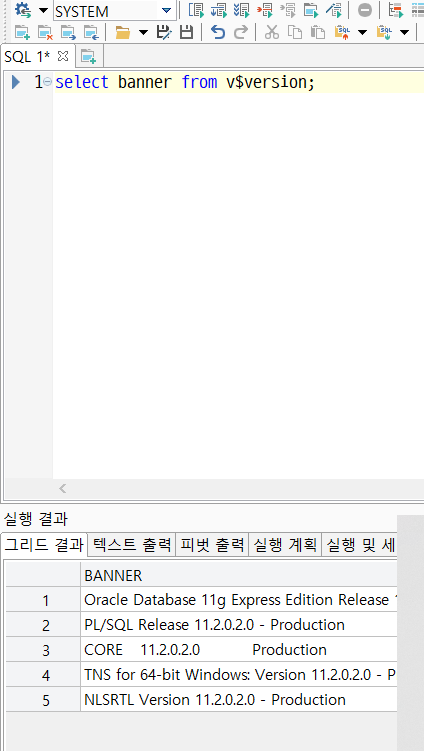 SYSTEM
SQL 1*
1 select banner from v$version;
실행 결과
그리드 결과 텍스트 출력 피벗 출력 실행 계획 실행 및 세
BANNER
1 Oracle Database 11g Express Edition Release
2 PL/SQL Release 11.2.0.2.0 - Production
3 CORE 11.2.0.2.0 Production
4 TNS for 64-bit Windows: Version 11.2.0.2.0 - P
5 NLSRTL Version 11.2.0.2.0 - Production